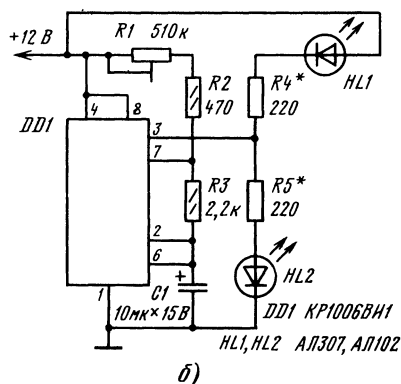 +12 В
R1 510к
R2
470
R4*
220
HL1
4 8
DD1
3
7
R3
2,2к
R5*
220
2
6
+
C1
10мк×15В
1
HL2
DD1 КР1006ВИ1
HL1, HL2 АЛ307, АЛ102
б)